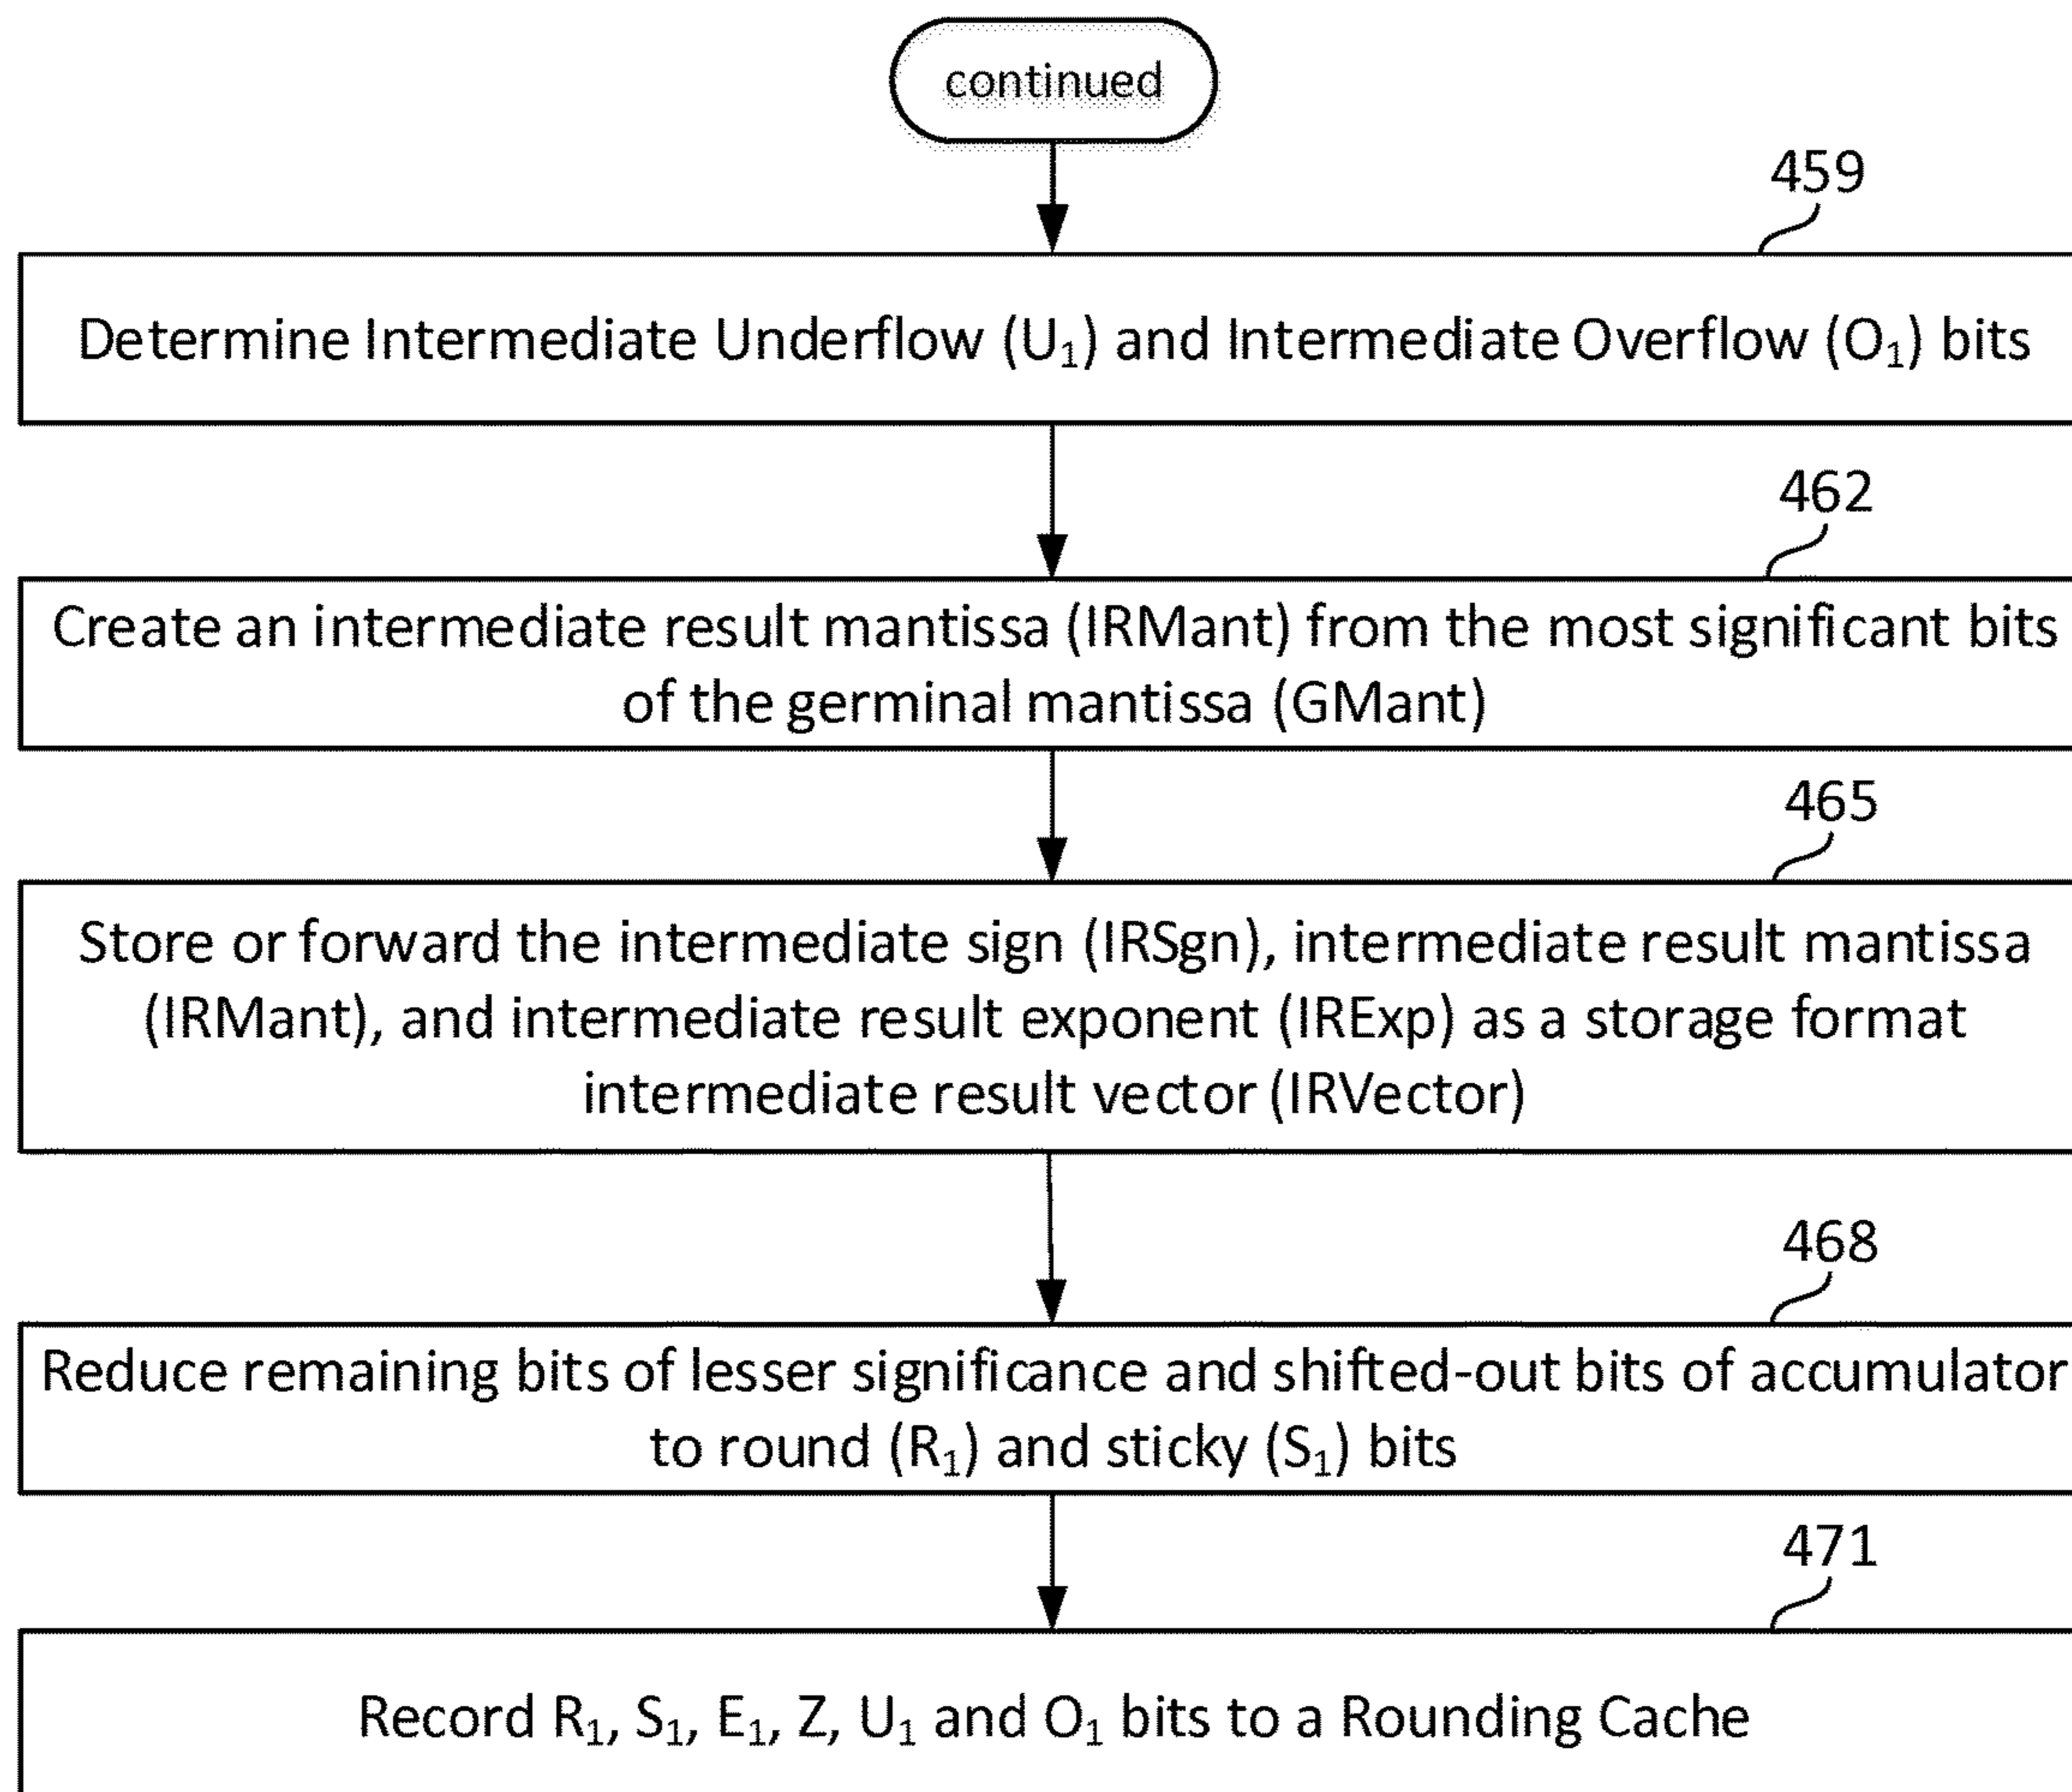 continued
459
Determine Intermediate Underflow (U₁) and Intermediate Overflow (O₁) bits
462
Create an intermediate result mantissa (IRMant) from the most significant bits
of the germinal mantissa (GMant)
465
Store or forward the intermediate sign (IRSgn), intermediate result mantissa
(IRMant), and intermediate result exponent (IRExp) as a storage format
intermediate result vector (IRVector)
468
Reduce remaining bits of lesser significance and shifted-out bits of accumulator
to round (R₁) and sticky (S₁) bits
471
Record R₁, S₁, E₁, Z, U₁ and O₁ bits to a Rounding Cache